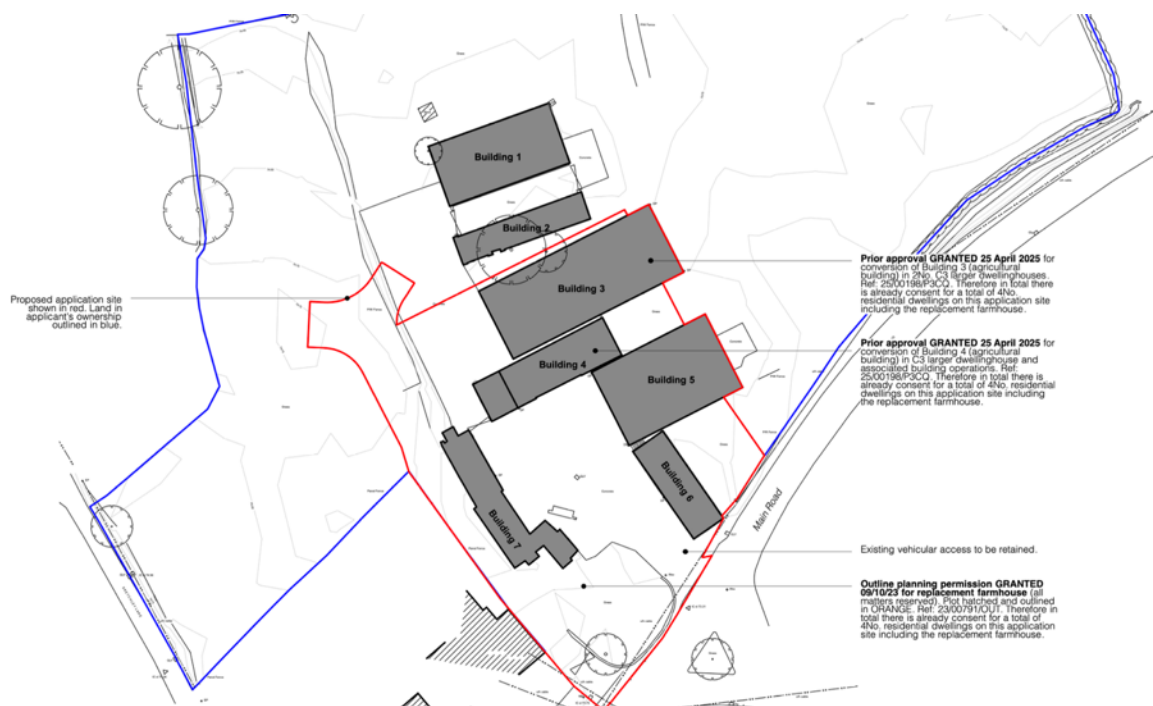 Building 1
Building 2
Building 3
Building 4
Building 5
Building 6
Building 7
Main Road
Proposed application site
shown in red. Land in
applicant's ownership
outlined in blue.
Prior approval GRANTED 25 April 2025 for
conversion of Building 3 (agricultural
building) in 2No. C3 larger dwellinghouses.
Ref: 25/00198/P3CQ. Therefore in total there
is already consent for a total of 4No.
residential dwellings on this application site
including the replacement farmhouse.
Prior approval GRANTED 25 April 2025 for
conversion of Building 4 (agricultural
building) in C3 larger dwellinghouse and
associated building operations. Ref:
25/00198/P3CQ. Therefore in total there is
already consent for a total of 4No. residential
dwellings on this application site including
the replacement farmhouse.
Existing vehicular access to be retained.
Outline planning permission GRANTED
09/10/23 for replacement farmhouse (all
matters reserved). Plot hatched and outlined
in ORANGE. Ref: 23/00791/OUT. Therefore in
total there is already consent for a total of
4No. residential dwellings on this application
site including the replacement farmhouse.